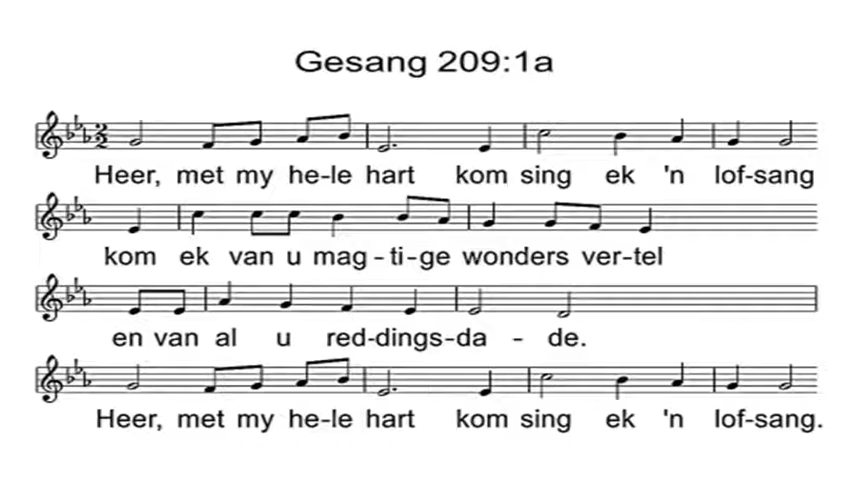 Gesang 209:1a
Heer, met my he-le hart kom sing ek 'n lof-sang
kom ek van u mag-ti-ge wonders ver-tel
en van al u red-dings-da - de.
Heer, met my he-le hart kom sing ek 'n lof-sang.